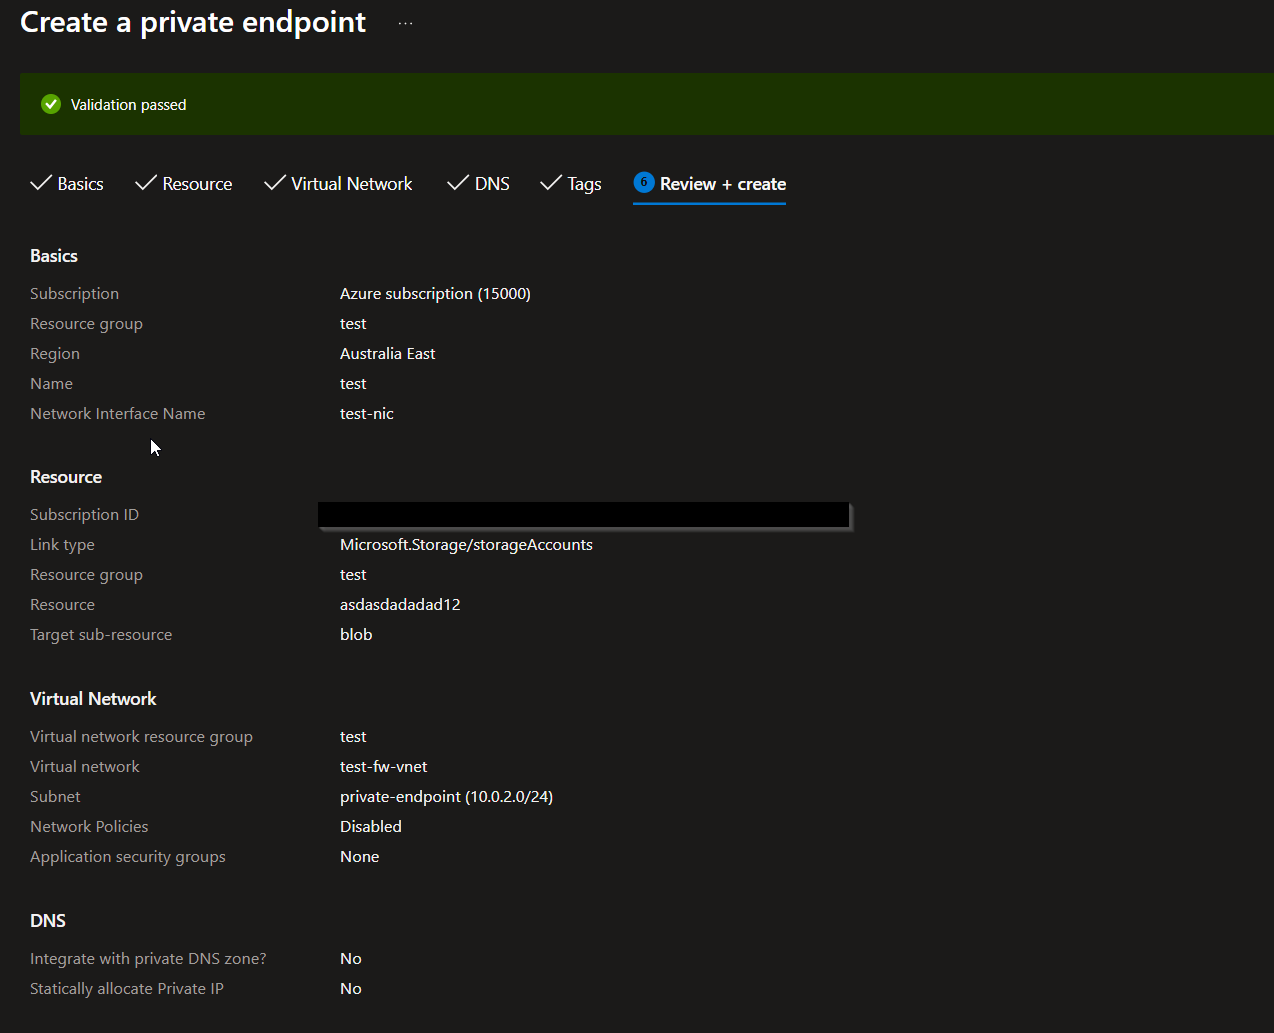 Create a private endpoint ...
Validation passed
Basics Resource Virtual Network DNS Tags 6 Review + create
Basics
Subscription Azure subscription (15000)
Resource group test
Region Australia East
Name test
Network Interface Name test-nic
Resource
Subscription ID
Link type Microsoft.Storage/storageAccounts
Resource group test
Resource asdasdadadad12
Target sub-resource blob
Virtual Network
Virtual network resource group test
Virtual network test-fw-vnet
Subnet private-endpoint (10.0.2.0/24)
Network Policies Disabled
Application security groups None
DNS
Integrate with private DNS zone? No
Statically allocate Private IP No